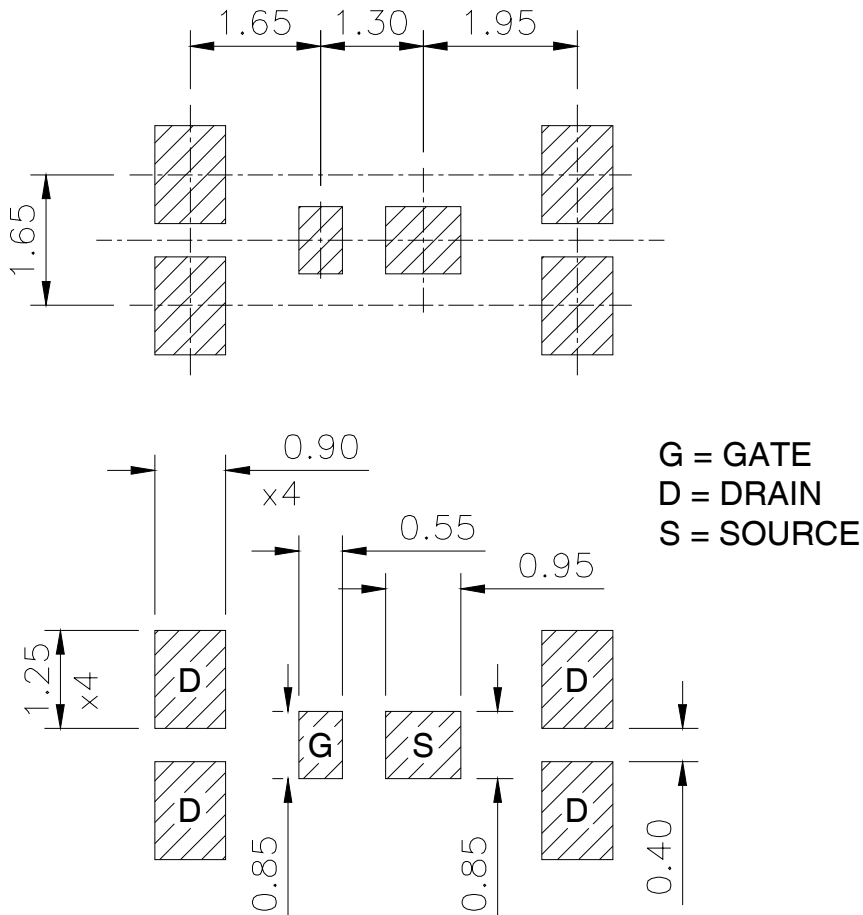 1.65 1.30 1.95
1.65
0.90
x4
G = GATE
D = DRAIN
S = SOURCE
0.55
0.95
1.25
x4
D
D
G
S
D
D
0.85
0.85
0.40